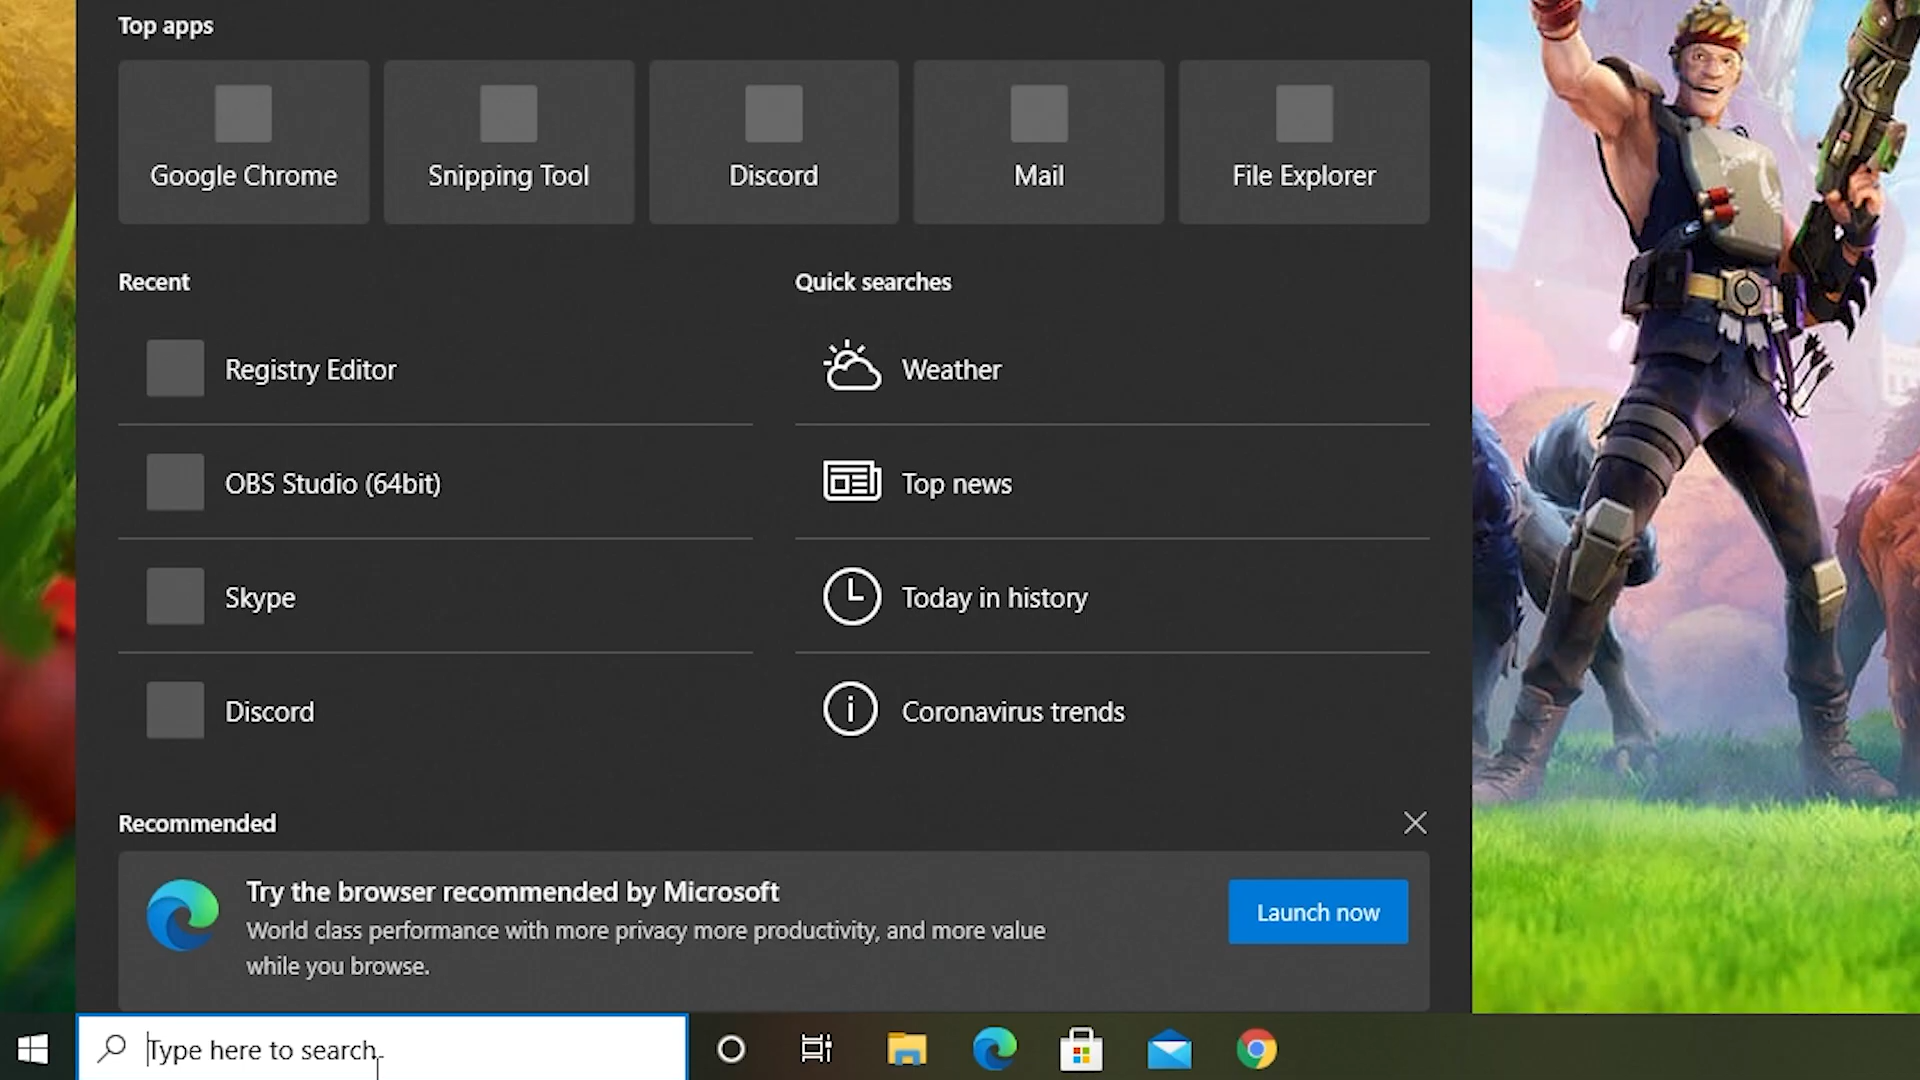 Top apps
Google Chrome
Snipping Tool
Discord
Mail
File Explorer
Recent
Quick searches
Registry Editor
Weather
OBS Studio (64bit)
Top news
Skype
Today in history
Discord
Coronavirus trends
Recommended
Try the browser recommended by Microsoft
World class performance with more privacy more productivity, and more value
while you browse.
Launch now
Type here to search